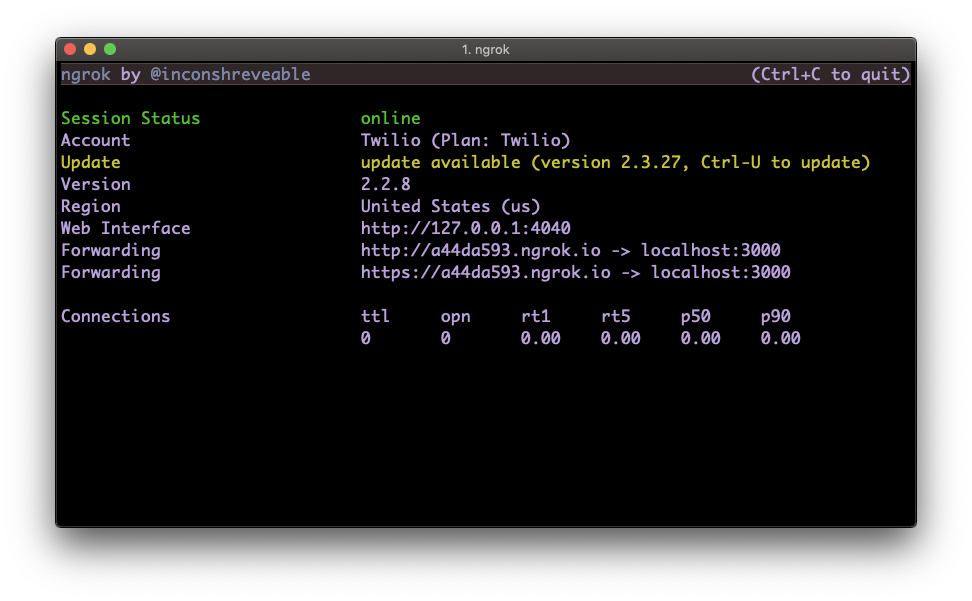 1. ngrok
ngrok by @inconshreveable (Ctrl+C to quit)
Session Status online
Account Twilio (Plan: Twilio)
Update update available (version 2.3.27, Ctrl-U to update)
Version 2.2.8
Region United States (us)
Web Interface http://127.0.0.1:4040
Forwarding http://a44da593.ngrok.io -> localhost:3000
Forwarding https://a44da593.ngrok.io -> localhost:3000
Connections ttl opn rt1 rt5 p50 p90
0 0 0.00 0.00 0.00 0.00